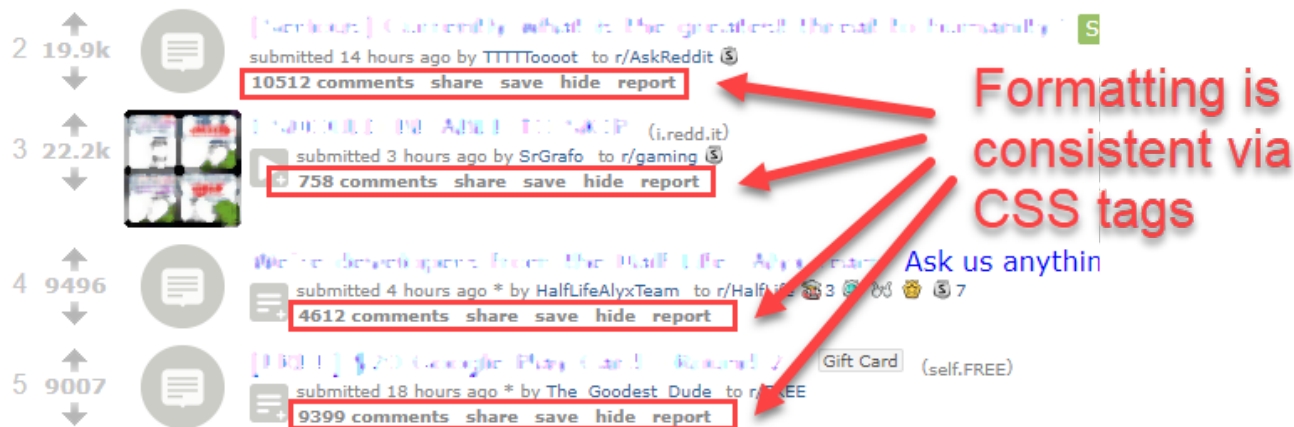 2 19.9k S
submitted 14 hours ago by TTTTToooot to r/AskReddit
10512 comments share save hide report
3 22.2k (i.redd.it)
submitted 3 hours ago by SrGrafo to r/gaming
758 comments share save hide report
Formatting is
consistent via
CSS tags
4 9496 Ask us anythin
submitted 4 hours ago * by HalfLifeAlyxTeam to r/HalfLife 3 7
4612 comments share save hide report
5 9007 Gift Card (self.FREE)
submitted 18 hours ago * by The_Goodest_Dude to
9399 comments share save hide report